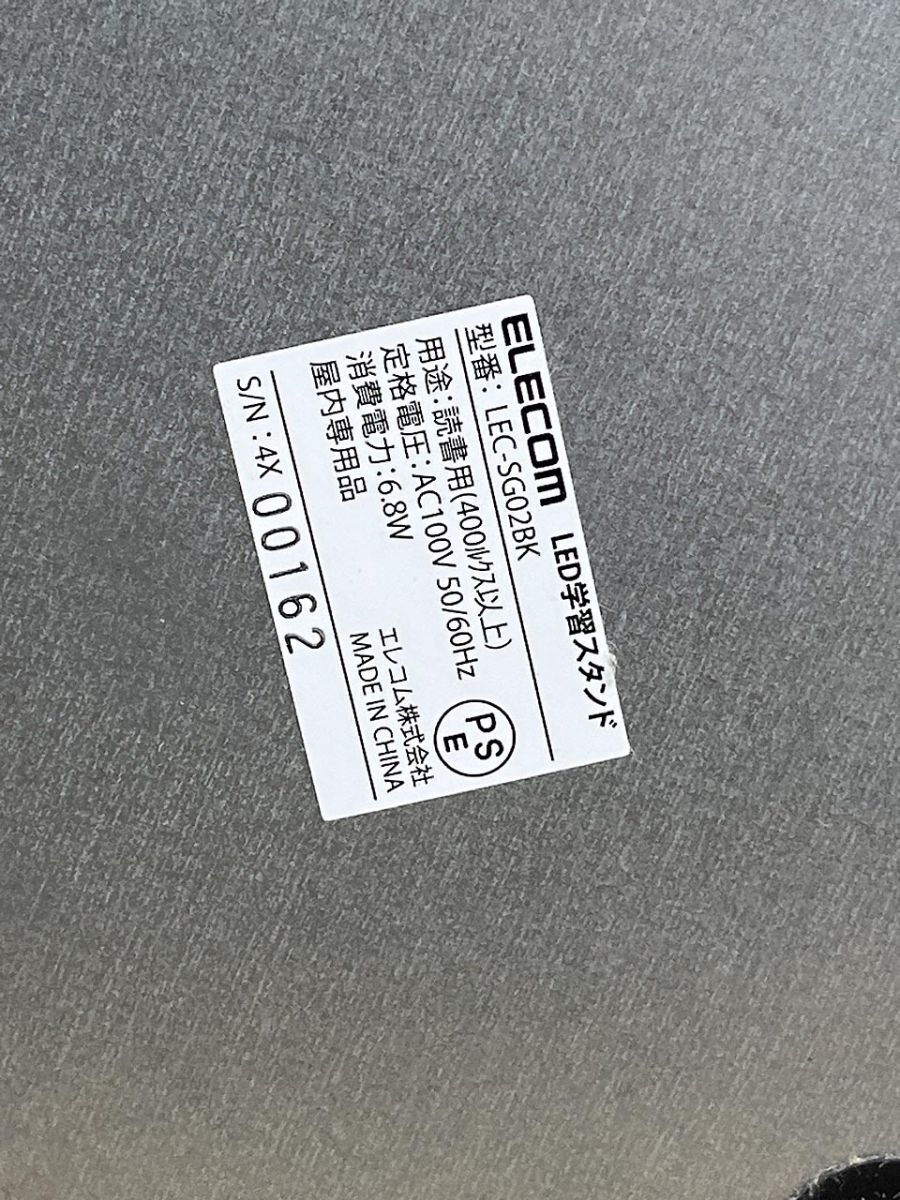 ELECOM LED学習スタンド
型番：LEC-SG02BK
用途：読書用(400ﾙｸｽ以上)
定格電圧：AC100V 50/60Hz
消費電力：6.8W
屋内専用品
PS
E
エレコム株式会社
MADE IN CHINA
S/N：4X 00162